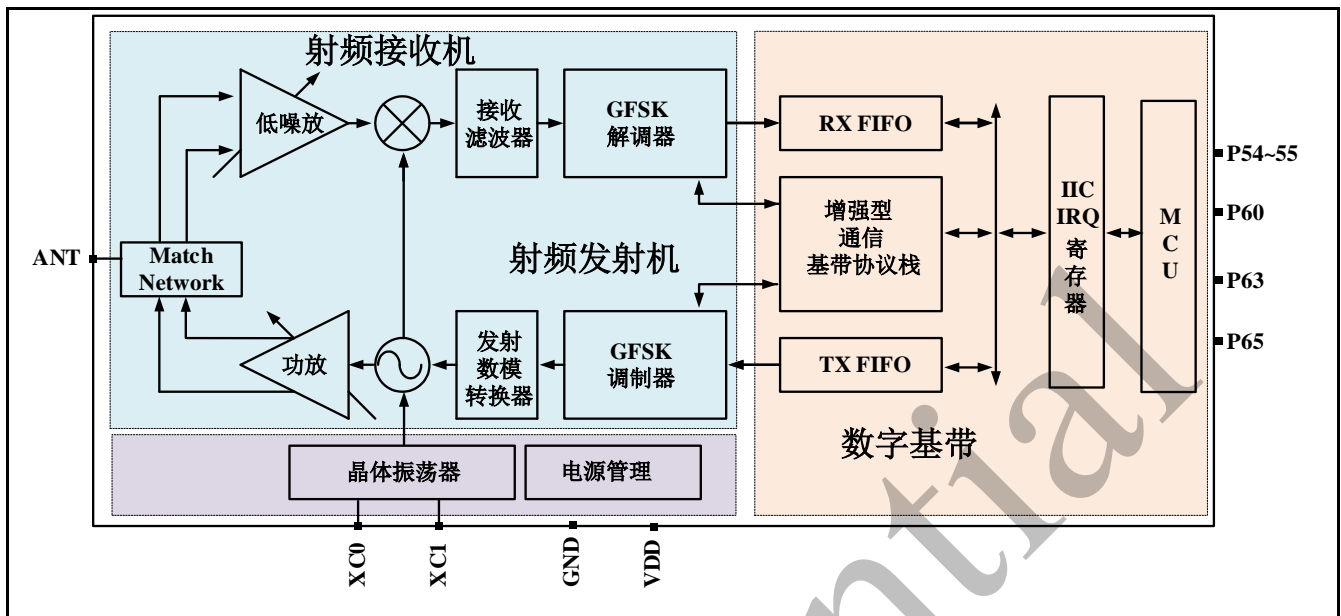 射频接收机
低噪放
接收
滤波器
GFSK
解调器
RX FIFO
增强型
通信
基带协议栈
IIC
IRQ
寄
存
器
M
C
U
P54~55
P60
P63
P65
ANT
Match
Network
射频发射机
功放
发射
数模
转换器
GFSK
调制器
TX FIFO
数字基带
晶体振荡器
电源管理
XC0
XC1
GND
VDD
ntial